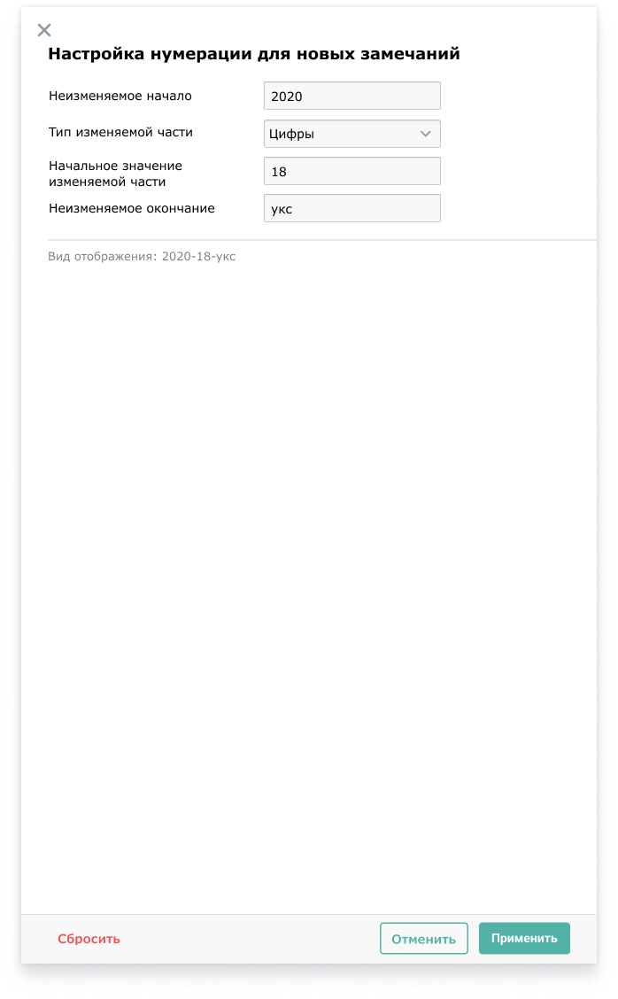 Настройка нумерации для новых замечаний
Неизменяемое начало
2020
Тип изменяемой части
Цифры
Начальное значение
изменяемой части
18
Неизменяемое окончание
укс
Вид отображения: 2020-18-укс
Сбросить
Отменить
Применить